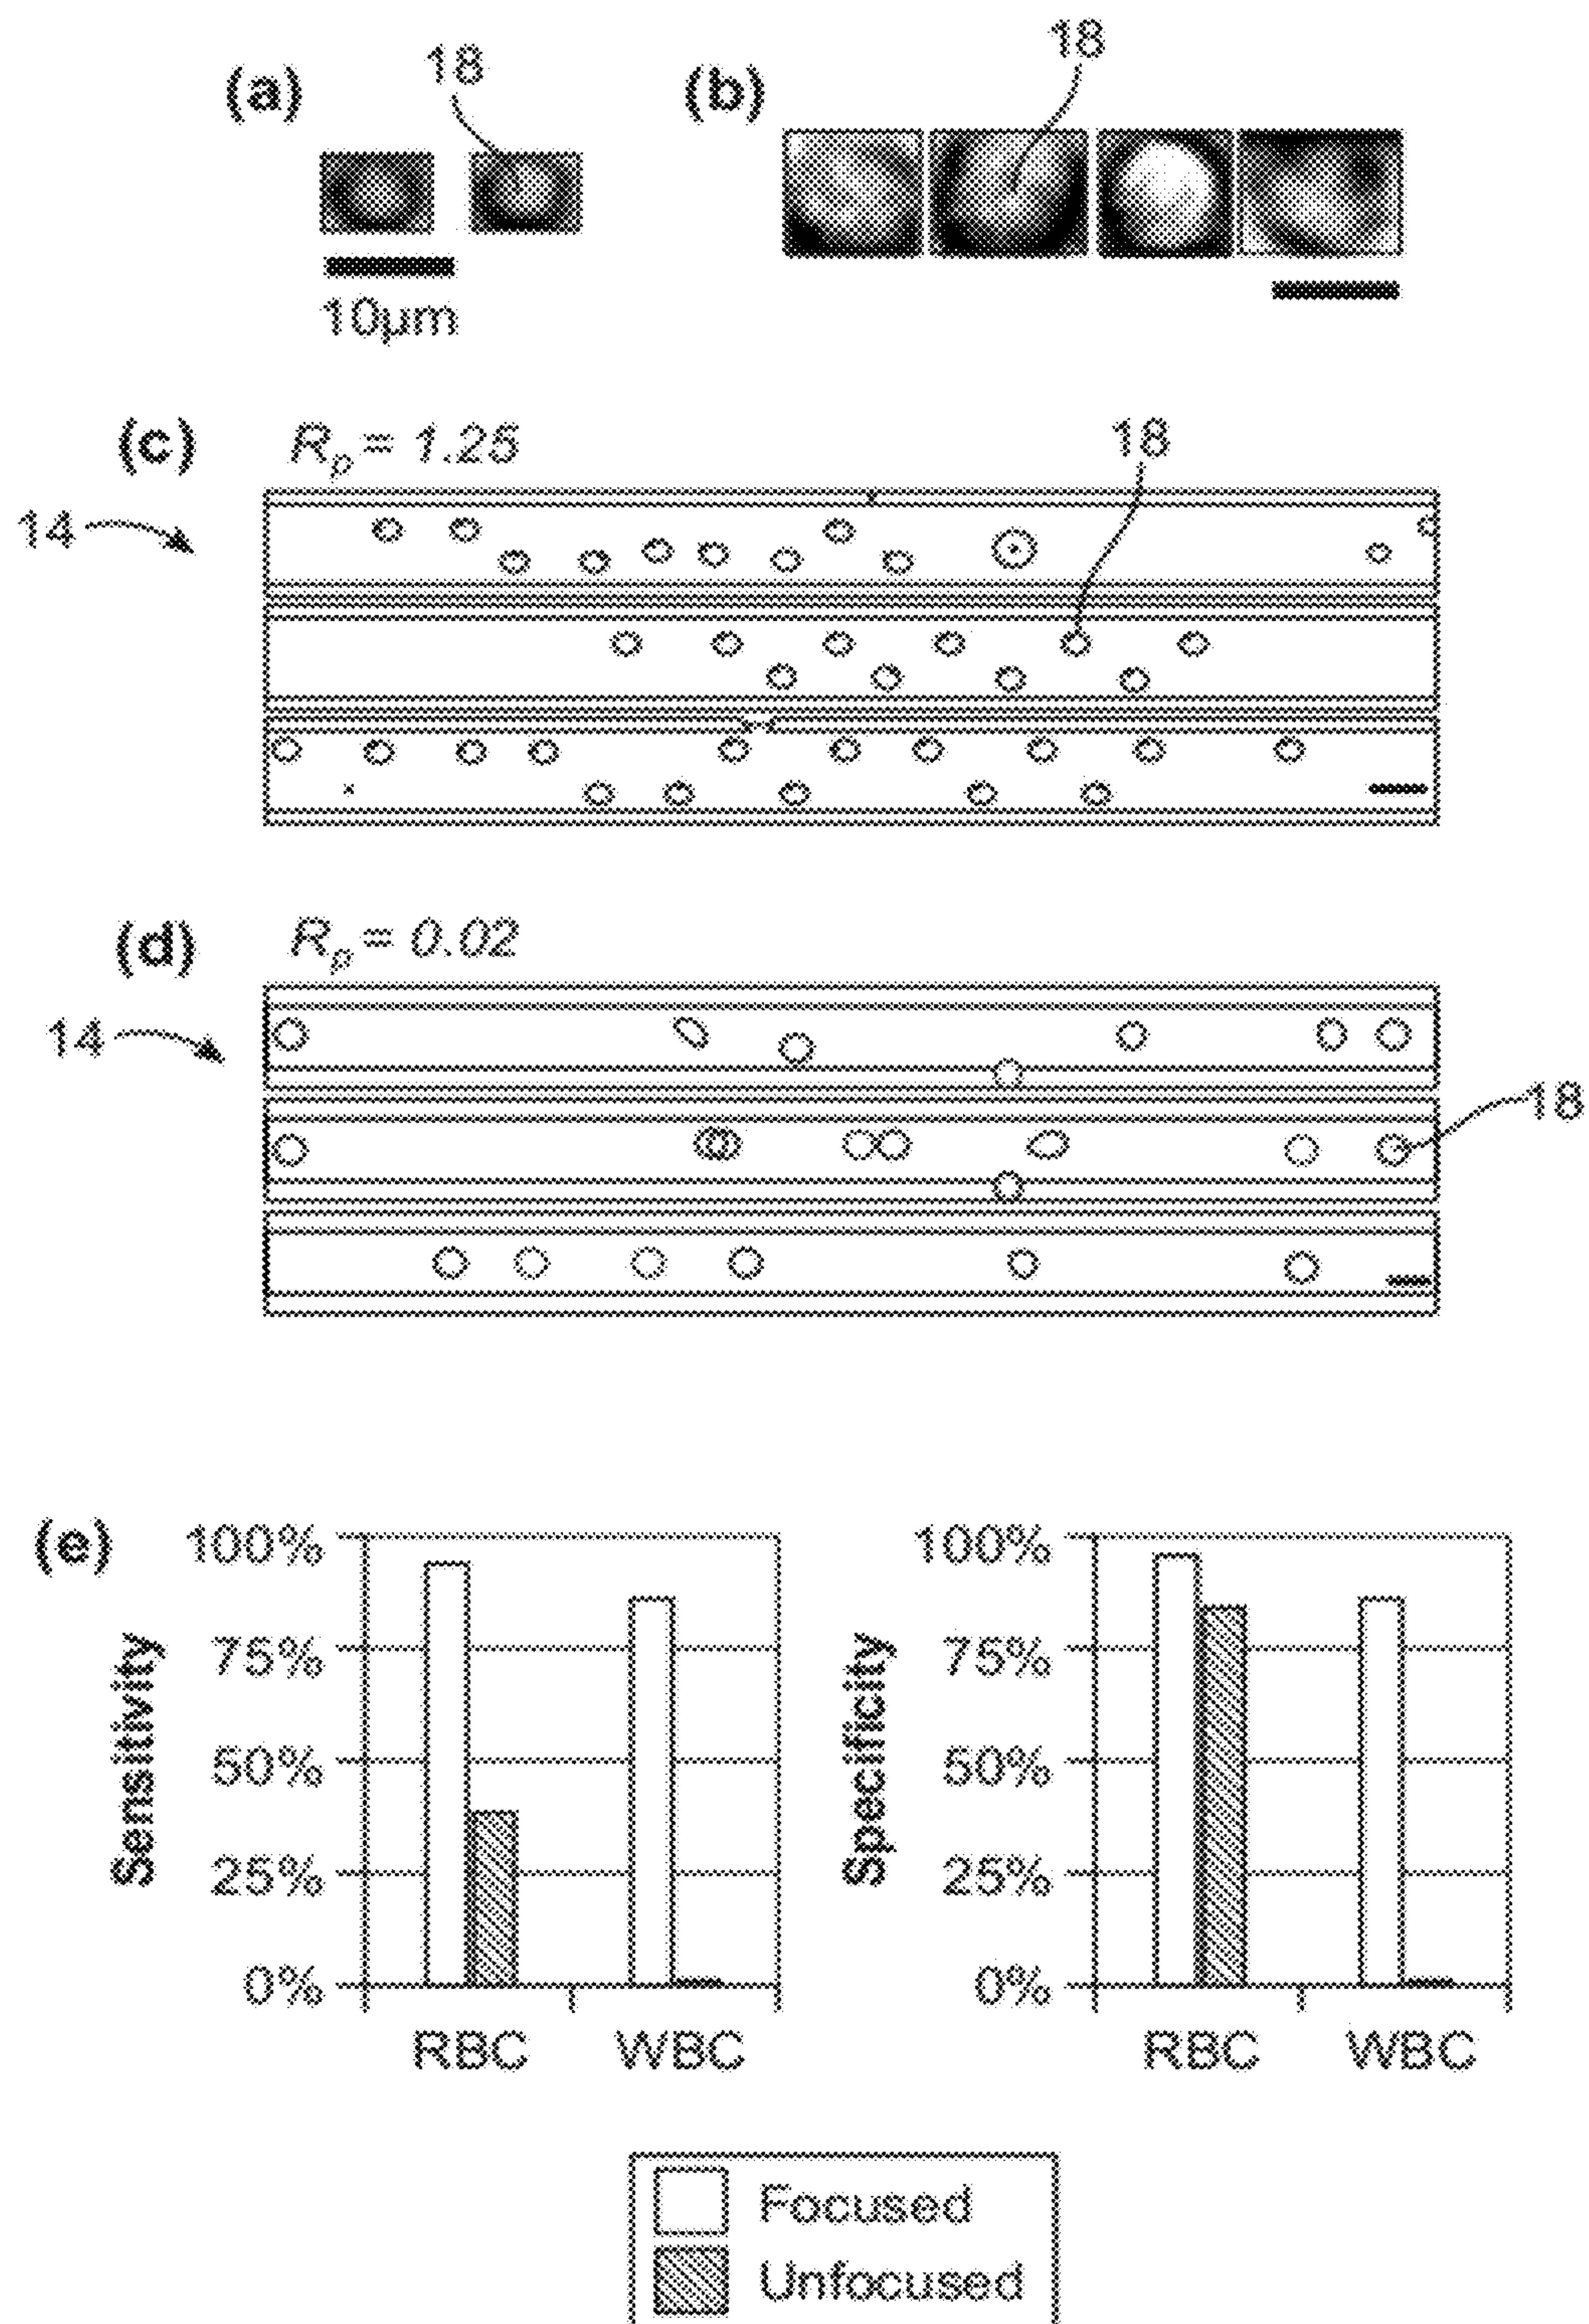 (a) 18
(b) 18
10μm
(c) Rp = 1.25 18
14
(d) Rp = 0.02
14
18
(e)
Sensitivity
100%
75%
50%
25%
0%
RBC WBC
Specificity
100%
75%
50%
25%
0%
RBC WBC
Focused
Unfocused